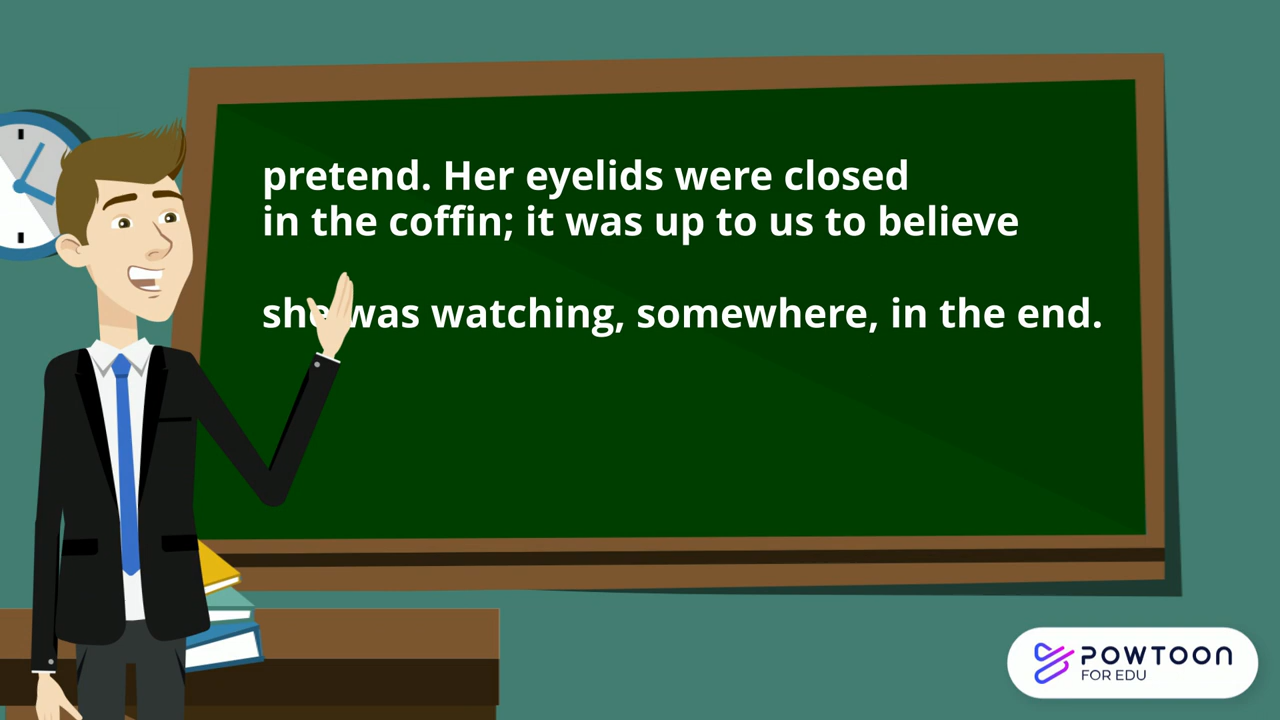 pretend. Her eyelids were closed
in the coffin; it was up to us to believe
she was watching, somewhere, in the end.
POWTOON
FOR EDU